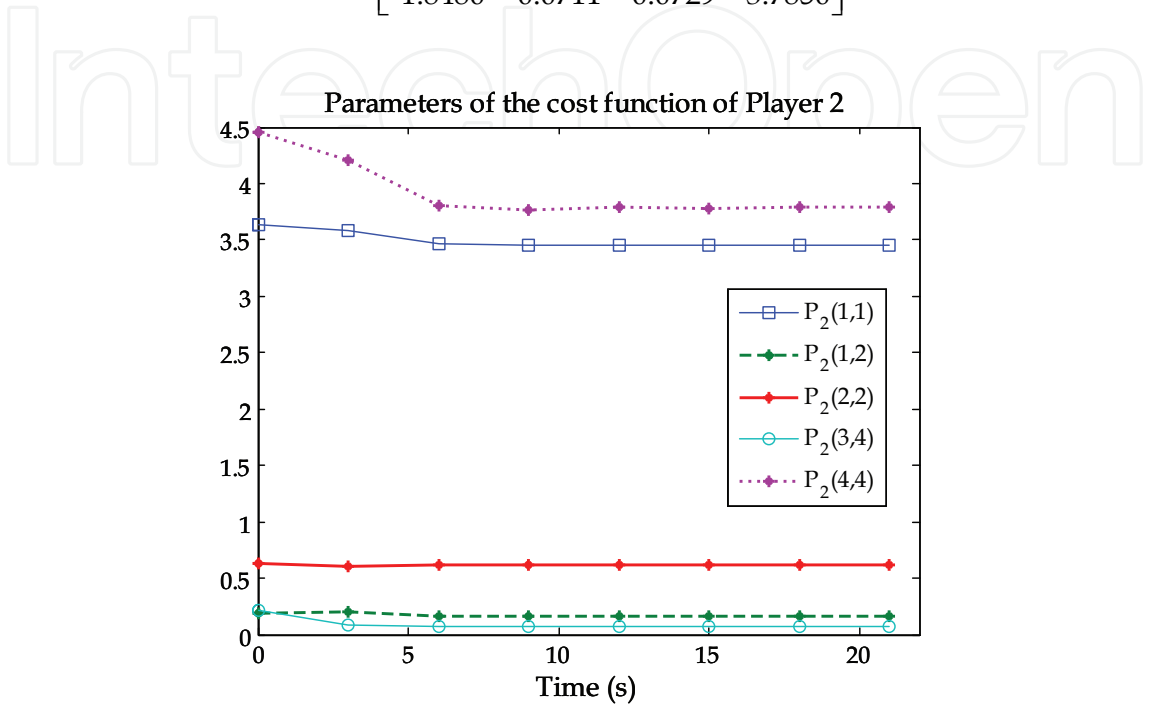 IntechOpen
Parameters of the cost function of Player 2
4.5
4
3.5
3
2.5
2
1.5
1
0.5
0
0 5 10 15 20
Time (s)
P2(1,1)
P2(1,2)
P2(2,2)
P2(3,4)
P2(4,4)